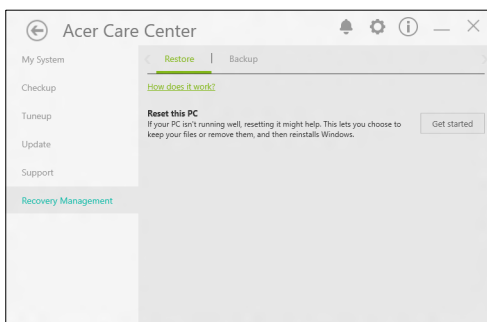 Acer Care Center
My System
Checkup
Tuneup
Update
Support
Recovery Management
Restore
Backup
How does it work?
Reset this PC
If your PC isn't running well, resetting it might help. This lets you choose to
keep your files or remove them, and then reinstalls Windows.
Get started